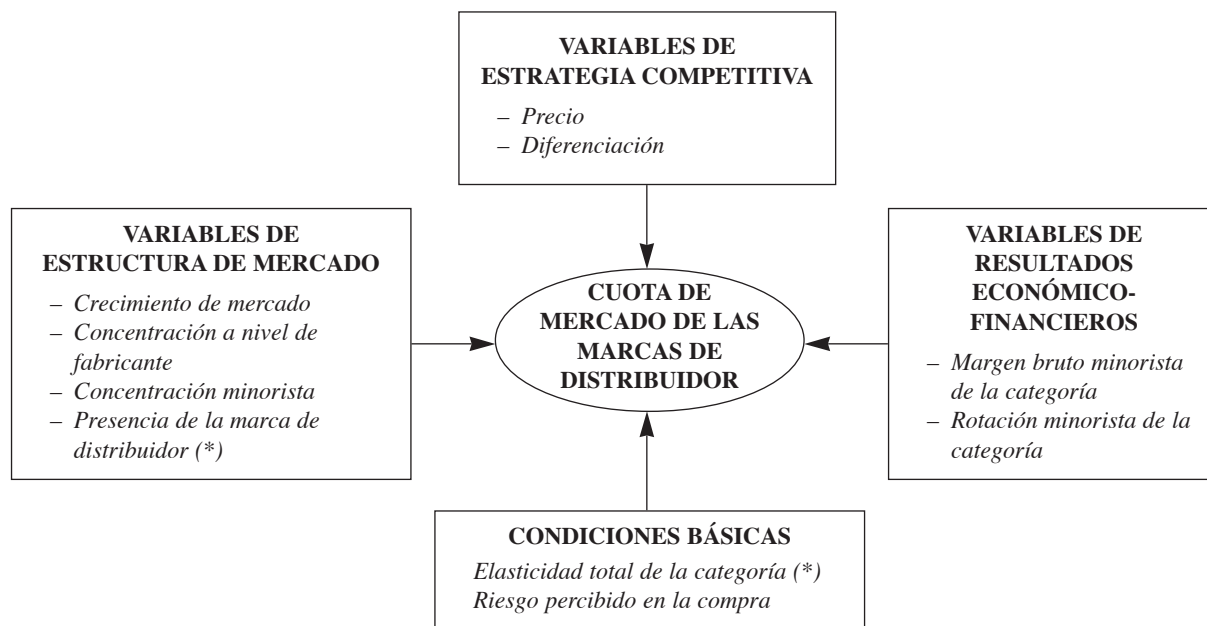 VARIABLES DE
ESTRATEGIA COMPETITIVA
– Precio
– Diferenciación
VARIABLES DE
ESTRUCTURA DE MERCADO
– Crecimiento de mercado
– Concentración a nivel de
fabricante
– Concentración minorista
– Presencia de la marca de
distribuidor (*)
CUOTA DE
MERCADO DE LAS
MARCAS DE
DISTRIBUIDOR
VARIABLES DE
RESULTADOS
ECONÓMICO-
FINANCIEROS
– Margen bruto minorista
de la categoría
– Rotación minorista de la
categoría
CONDICIONES BÁSICAS
Elasticidad total de la categoría (*)
Riesgo percibido en la compra